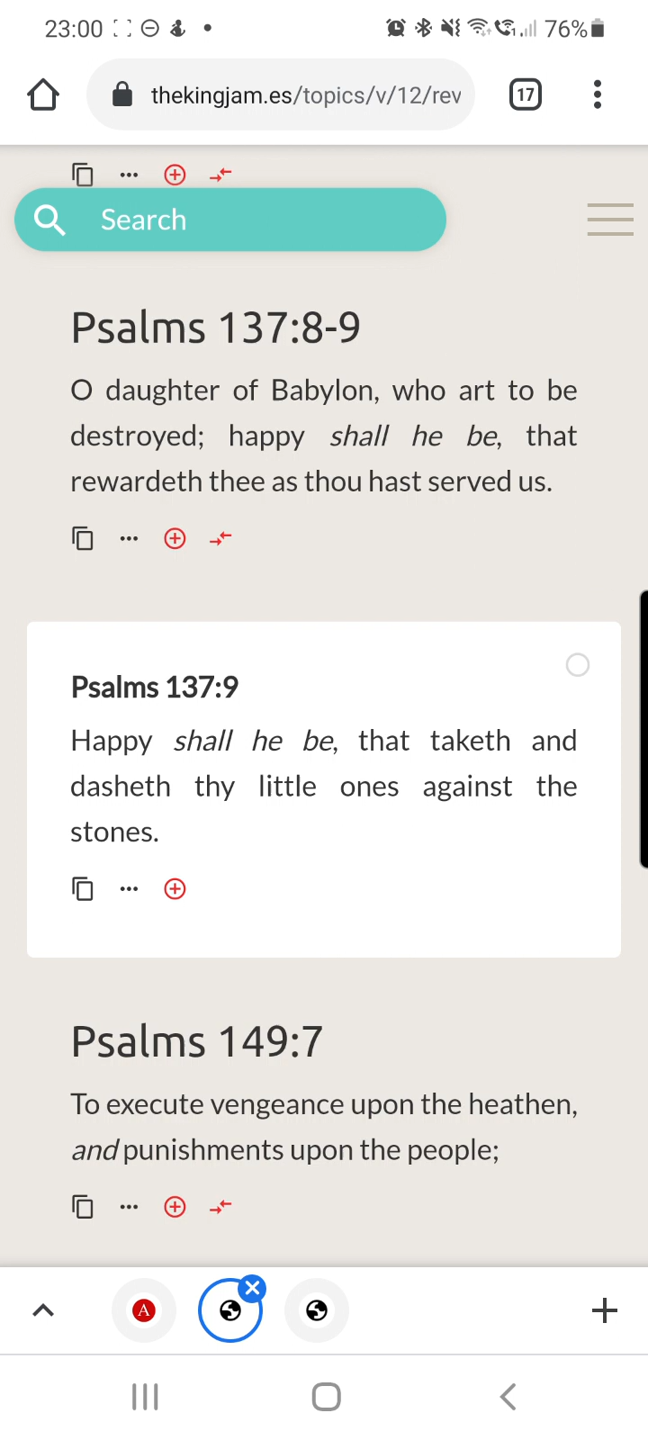 23:00
76%
thekingjam.es/topics/v/12/rev
17
Search
Psalms 137:8-9
O daughter of Babylon, who art to be
destroyed; happy shall he be, that
rewardeth thee as thou hast served us.
Psalms 137:9
Happy shall he be, that taketh and
dasheth thy little ones against the
stones.
Psalms 149:7
To execute vengeance upon the heathen,
and punishments upon the people;
A